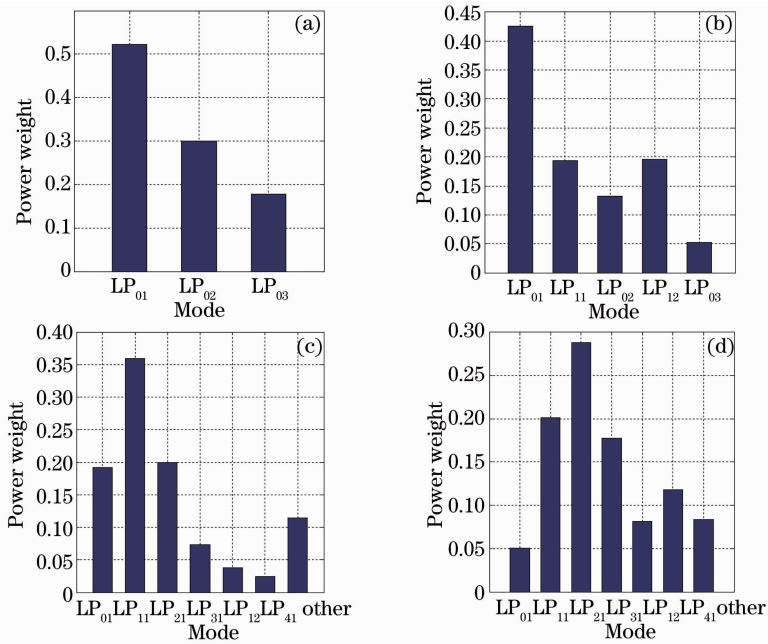 (a)
Power weight
0.5
0.4
0.3
0.2
0.1
0
LP01 LP02 LP03
Mode
(b)
Power weight
0.45
0.40
0.35
0.30
0.25
0.20
0.15
0.10
0.05
0
LP01 LP11 LP02 LP12 LP03
Mode
(c)
Power weight
0.40
0.35
0.30
0.25
0.20
0.15
0.10
0.05
0
LP01 LP11 LP21 LP31 LP12 LP41 other
Mode
(d)
Power weight
0.30
0.25
0.20
0.15
0.10
0.05
0
LP01 LP11 LP21 LP31 LP12 LP41 other
Mode